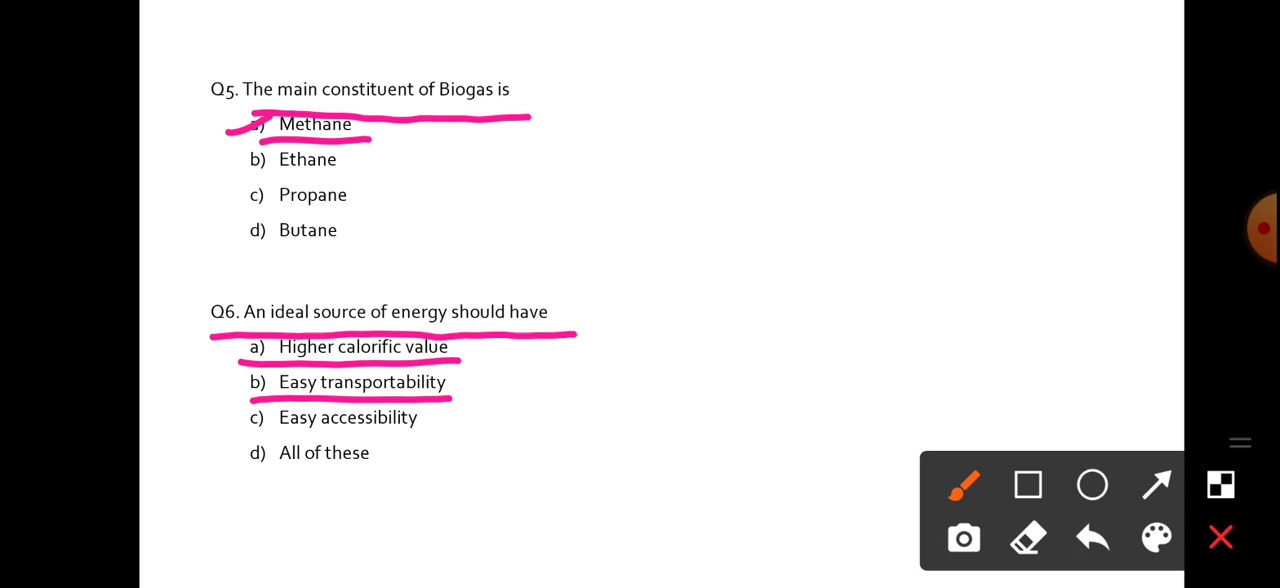 Q5. The main constituent of Biogas is
a) Methane
b) Ethane
c) Propane
d) Butane
Q6. An ideal source of energy should have
a) Higher calorific value
b) Easy transportability
c) Easy accessibility
d) All of these